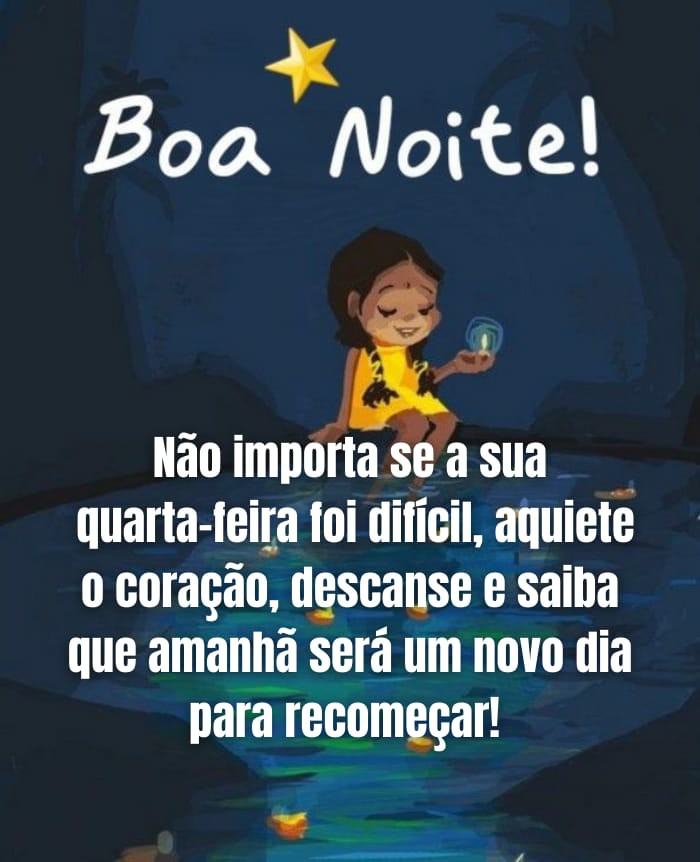 Boa Noite!
Não importa se a sua
quarta-feira foi difícil, aquiete
o coração, descanse e saiba
que amanhã será um novo dia
para recomeçar!